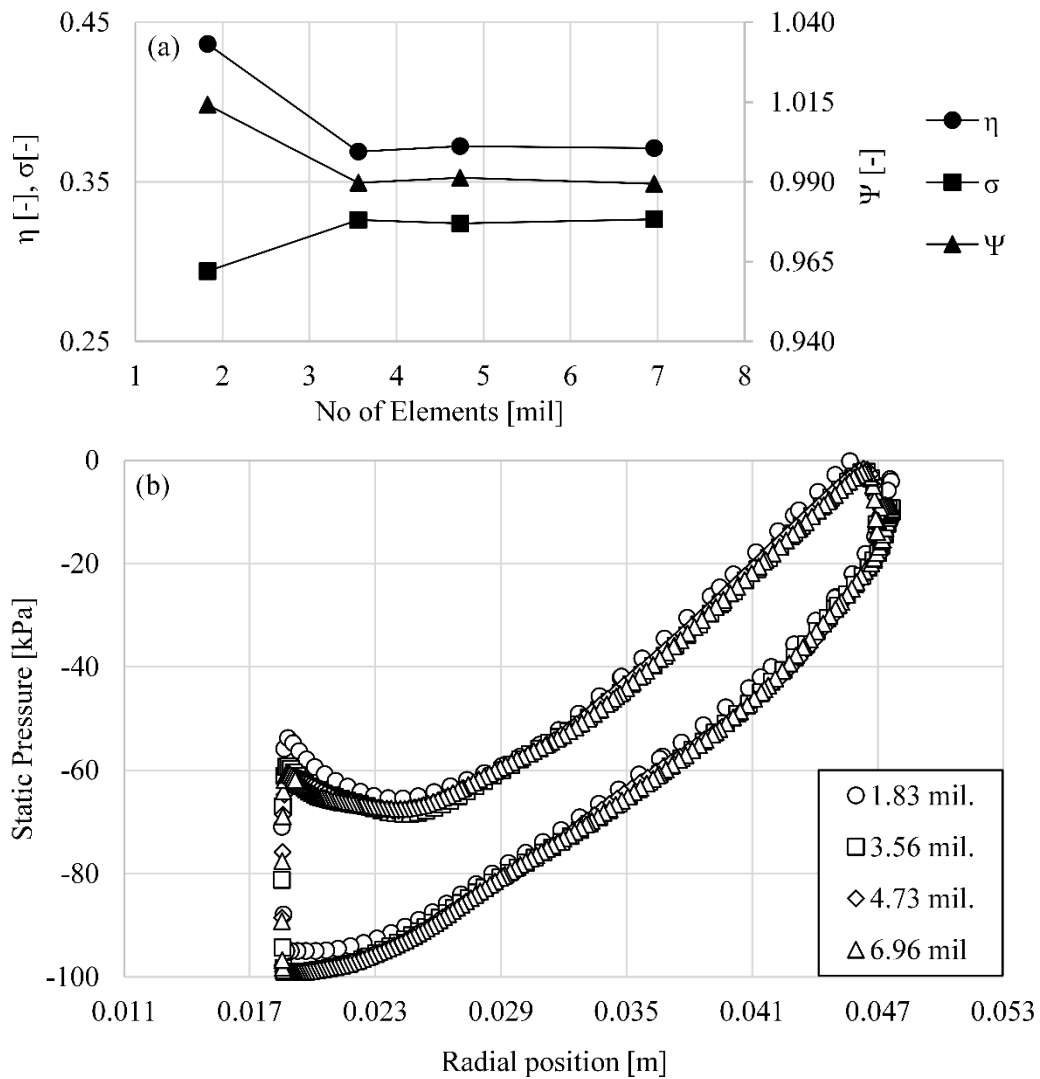 (a)
η [-], σ[-]
0.45
0.35
0.25
1.040
1.015
0.990
0.965
0.940
Ψ [-]
1 2 3 4 5 6 7 8
No of Elements [mil]
η
σ
Ψ
(b)
Static Pressure [kPa]
0
-20
-40
-60
-80
-100
0.011 0.017 0.023 0.029 0.035 0.041 0.047 0.053
Radial position [m]
1.83 mil.
3.56 mil.
4.73 mil.
6.96 mil